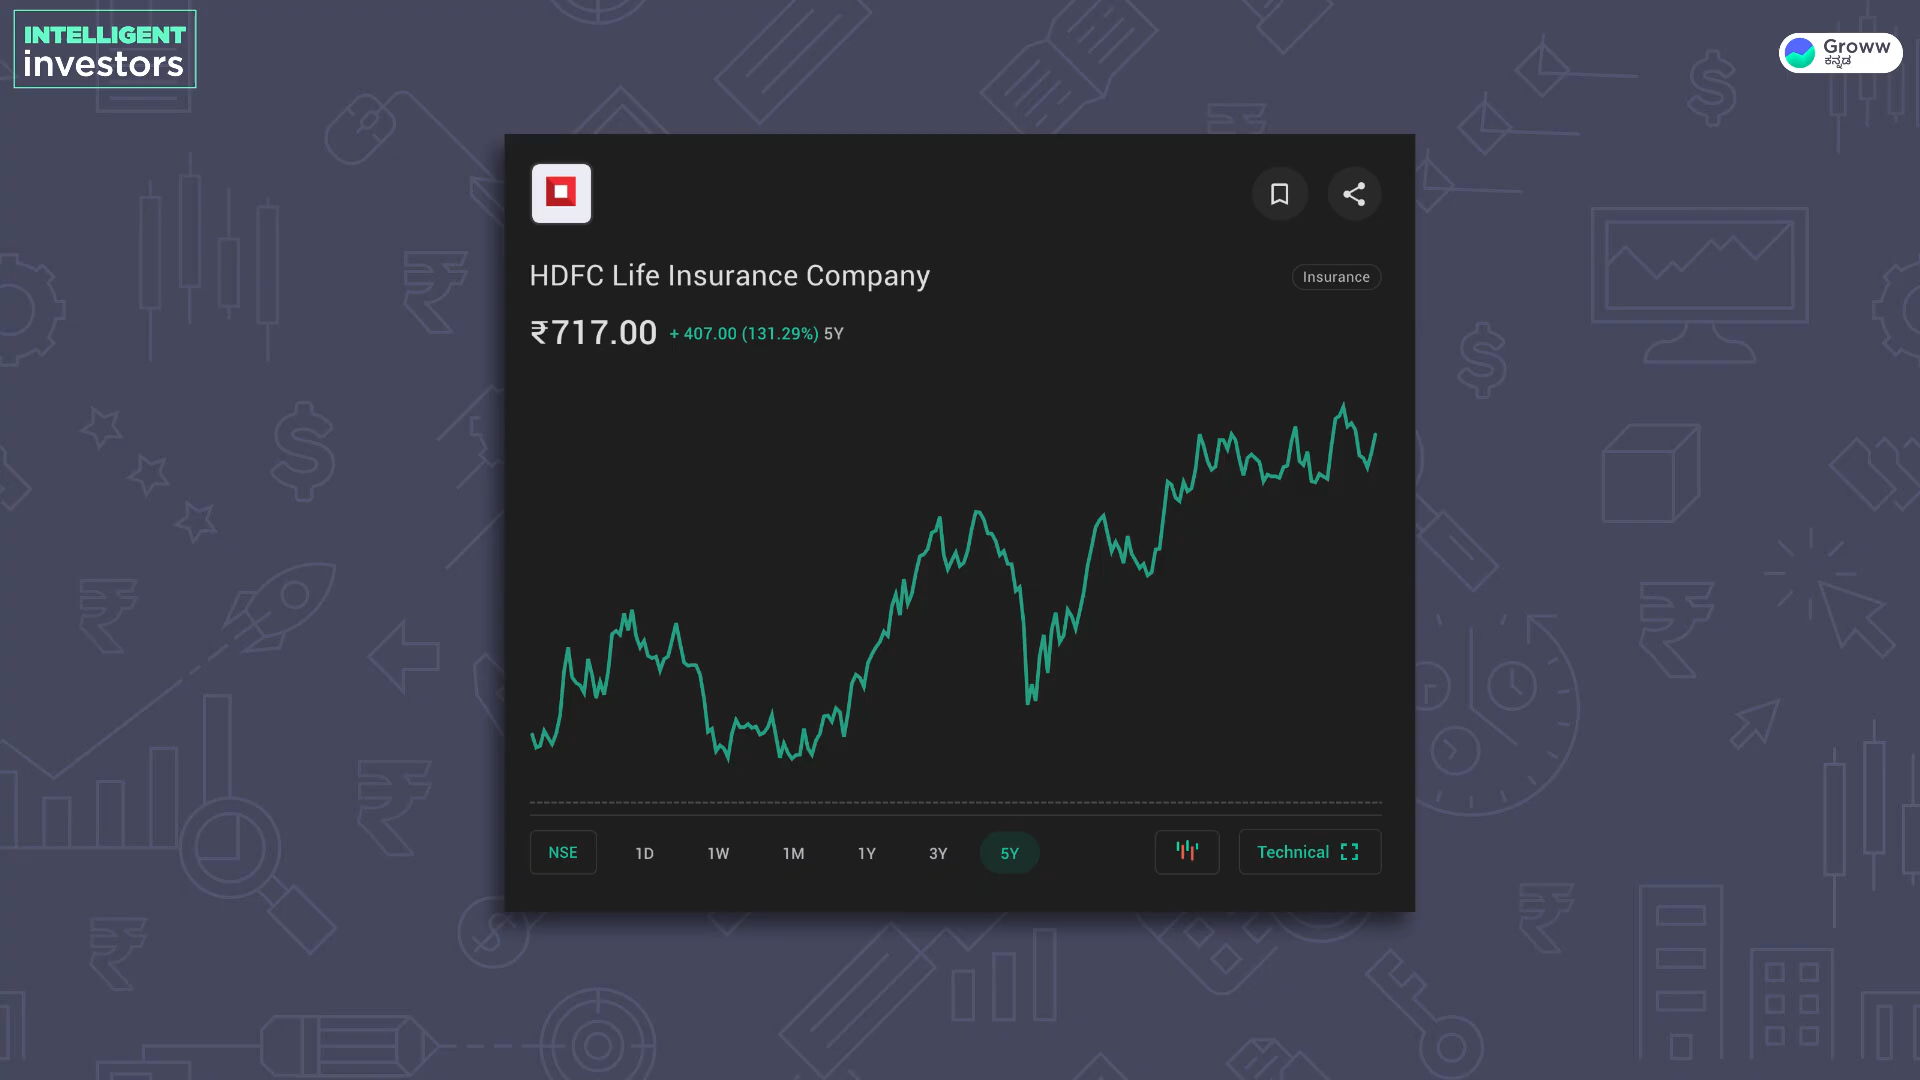 INTELLIGENT
investors
Groww
ಕನ್ನಡ
HDFC Life Insurance Company
Insurance
₹717.00 + 407.00 (131.29%) 5Y
NSE 1D 1W 1M 1Y 3Y 5Y Technical